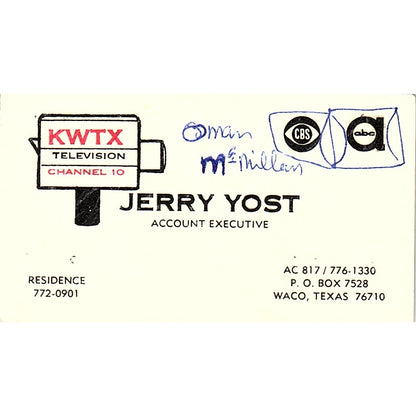 KWTX
TELEVISION
CHANNEL 10
Oman
McMillan
CBS
abc
JERRY YOST
ACCOUNT EXECUTIVE
RESIDENCE
772-0901
AC 817 / 776-1330
P. O. BOX 7528
WACO, TEXAS 76710